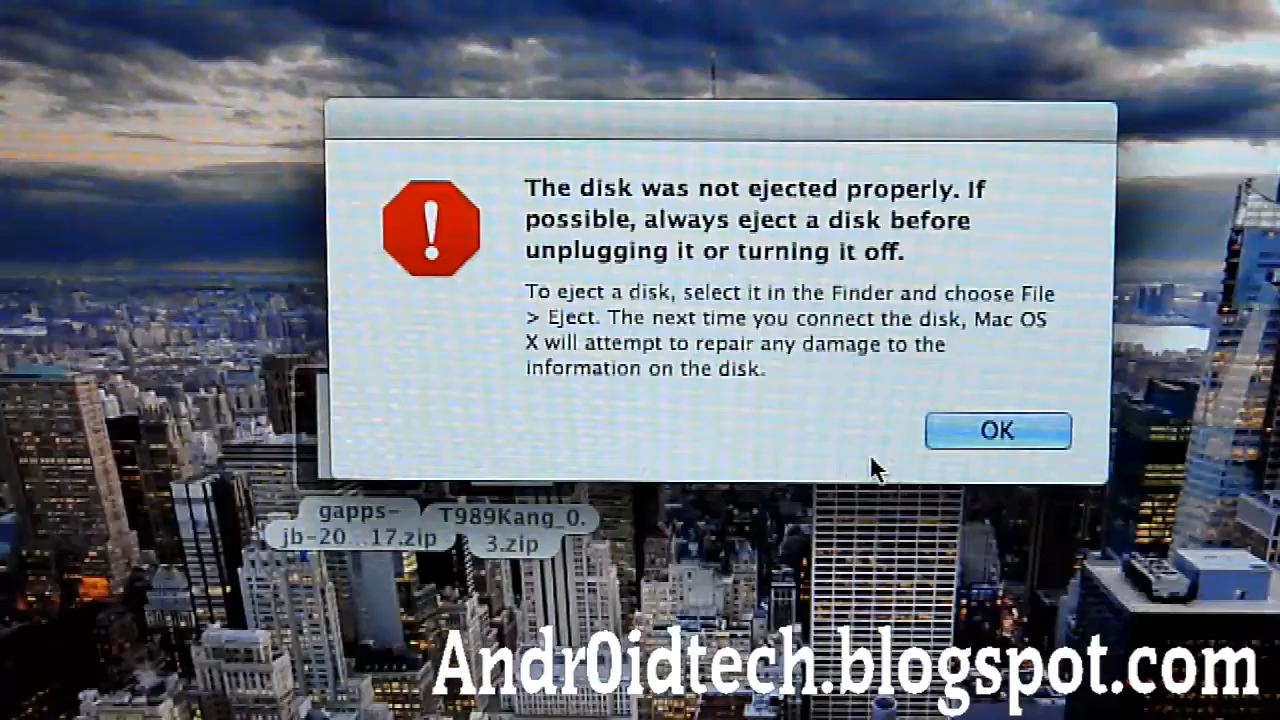 The disk was not ejected properly. If
possible, always eject a disk before
unplugging it or turning it off.
To eject a disk, select it in the Finder and choose File
> Eject. The next time you connect the disk, Mac OS
X will attempt to repair any damage to the
information on the disk.
OK
gapps-
jb-20...17.zip
T989Kang_0.
3.zip
Andr0idtech.blogspot.com